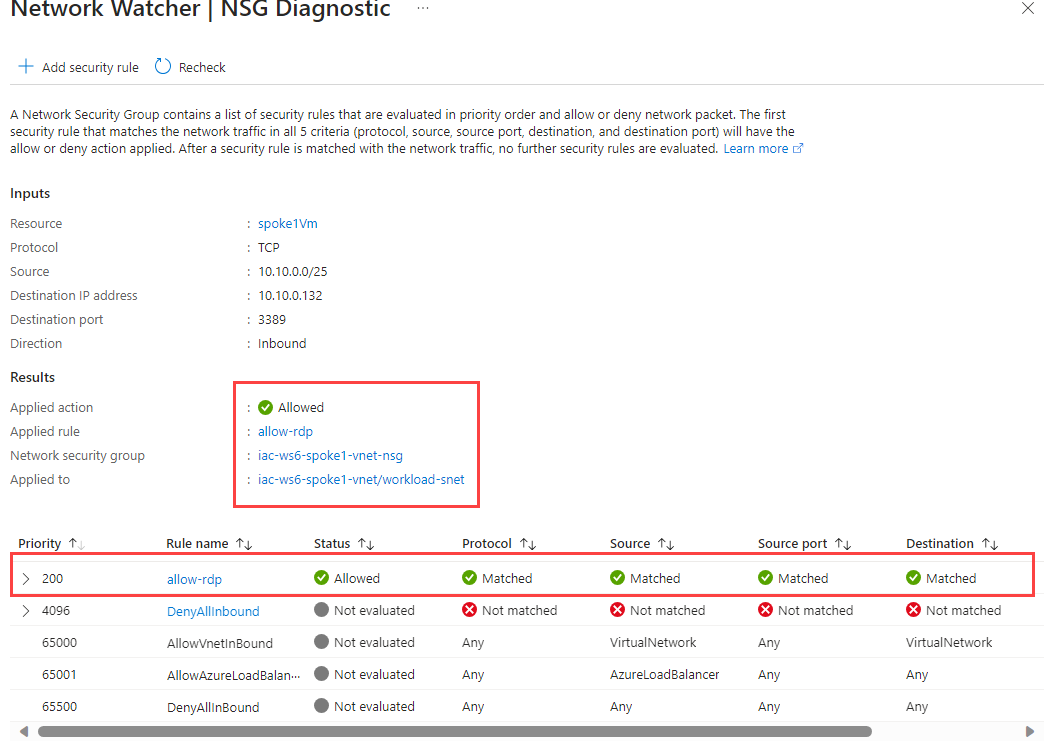 Network Watcher | NSG Diagnostic ...
Add security rule Recheck
A Network Security Group contains a list of security rules that are evaluated in priority order and allow or deny network packet. The first
security rule that matches the network traffic in all 5 criteria (protocol, source, source port, destination, and destination port) will have the
allow or deny action applied. After a security rule is matched with the network traffic, no further security rules are evaluated. Learn more
Inputs
Resource : spoke1Vm
Protocol : TCP
Source : 10.10.0.0/25
Destination IP address : 10.10.0.132
Destination port : 3389
Direction : Inbound
Results
Applied action : Allowed
Applied rule : allow-rdp
Network security group : iac-ws6-spoke1-vnet-nsg
Applied to : iac-ws6-spoke1-vnet/workload-snet
Priority Rule name Status Protocol Source Source port Destination
200 allow-rdp Allowed Matched Matched Matched Matched
4096 DenyAllInbound Not evaluated Not matched Not matched Not matched Not matched
65000 AllowVnetInBound Not evaluated Any VirtualNetwork Any VirtualNetwork
65001 AllowAzureLoadBalan... Not evaluated Any AzureLoadBalancer Any Any
65500 DenyAllInBound Not evaluated Any Any Any Any